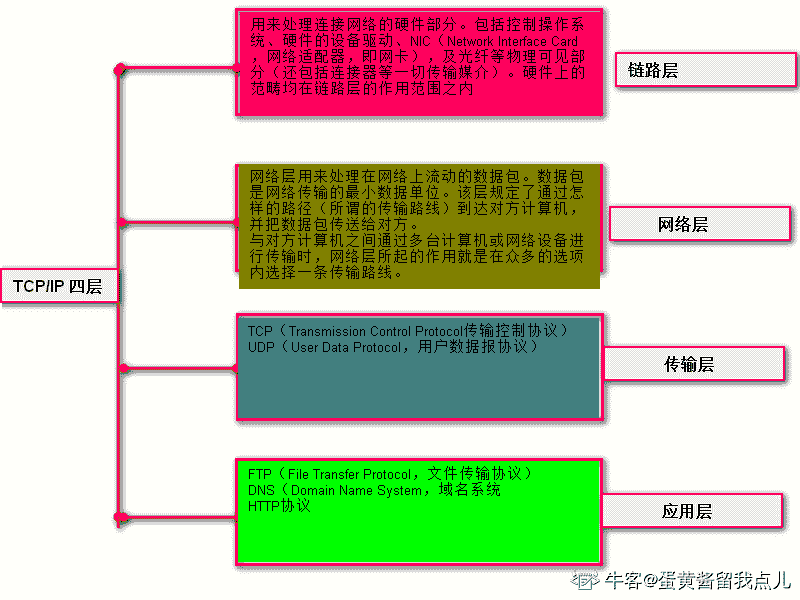 用来处理连接网络的硬件部分。包括控制操作系
统、硬件的设备驱动、NIC（Network Interface Card
，网络适配器，即网卡），及光纤等物理可见部
分（还包括连接器等一切传输媒介）。硬件上的
范畴均在链路层的作用范围之内
链路层
网络层用来处理在网络上流动的数据包。数据包
是网络传输的最小数据单位。该层规定了通过怎
样的路径（所谓的传输路线）到达对方计算机，
并把数据包传送给对方。
与对方计算机之间通过多台计算机或网络设备进
行传输时，网络层所起的作用就是在众多的选项
内选择一条传输路线。
网络层
TCP/IP 四层
TCP（Transmission Control Protocol传输控制协议）
UDP（User Data Protocol，用户数据报协议）
传输层
FTP（File Transfer Protocol，文件传输协议）
DNS（Domain Name System，域名系统
HTTP协议
应用层
牛客@蛋黄酱留我点儿